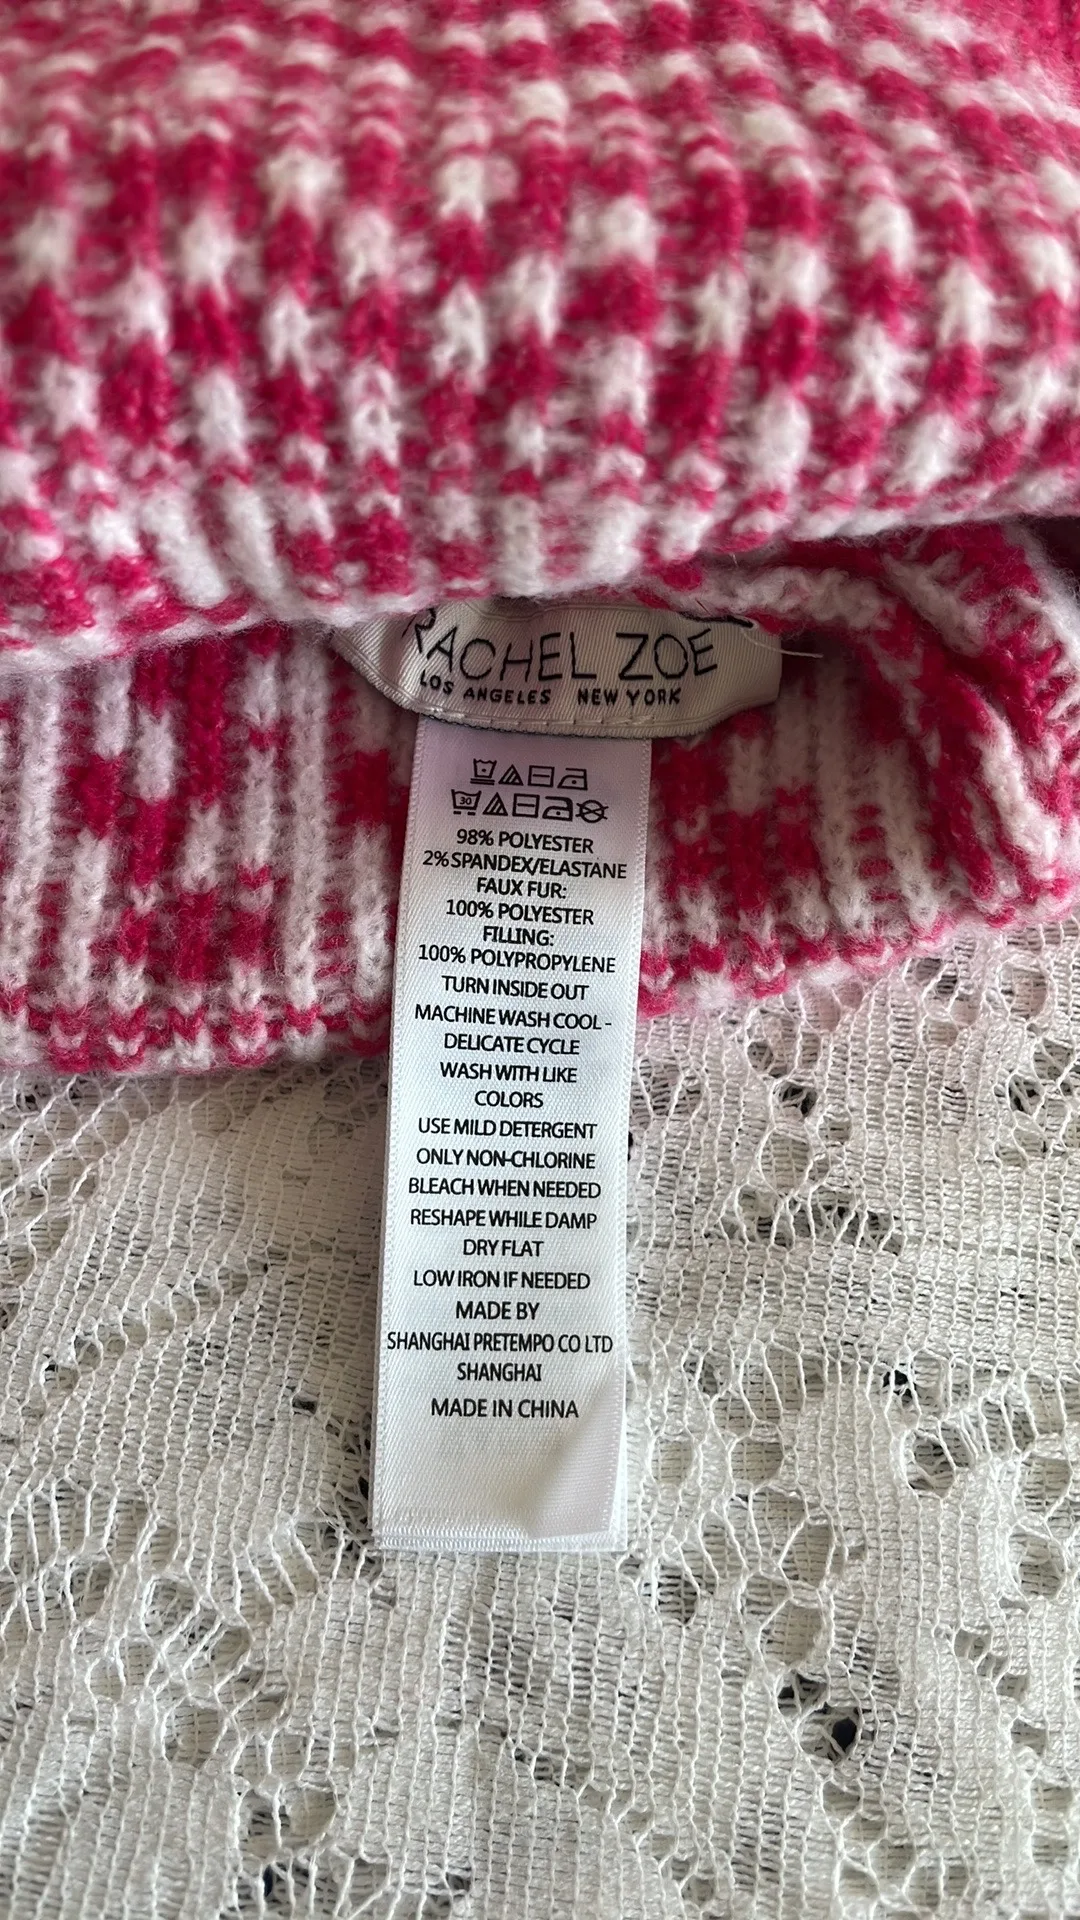 RACHEL ZOE
LOS ANGELES NEW YORK
30
98% POLYESTER
2% SPANDEX/ELASTANE
FAUX FUR:
100% POLYESTER
FILLING:
100% POLYPROPYLENE
TURN INSIDE OUT
MACHINE WASH COOL -
DELICATE CYCLE
WASH WITH LIKE
COLORS
USE MILD DETERGENT
ONLY NON-CHLORINE
BLEACH WHEN NEEDED
RESHAPE WHILE DAMP
DRY FLAT
LOW IRON IF NEEDED
MADE BY
SHANGHAI PRETEMPO CO LTD
SHANGHAI
MADE IN CHINA